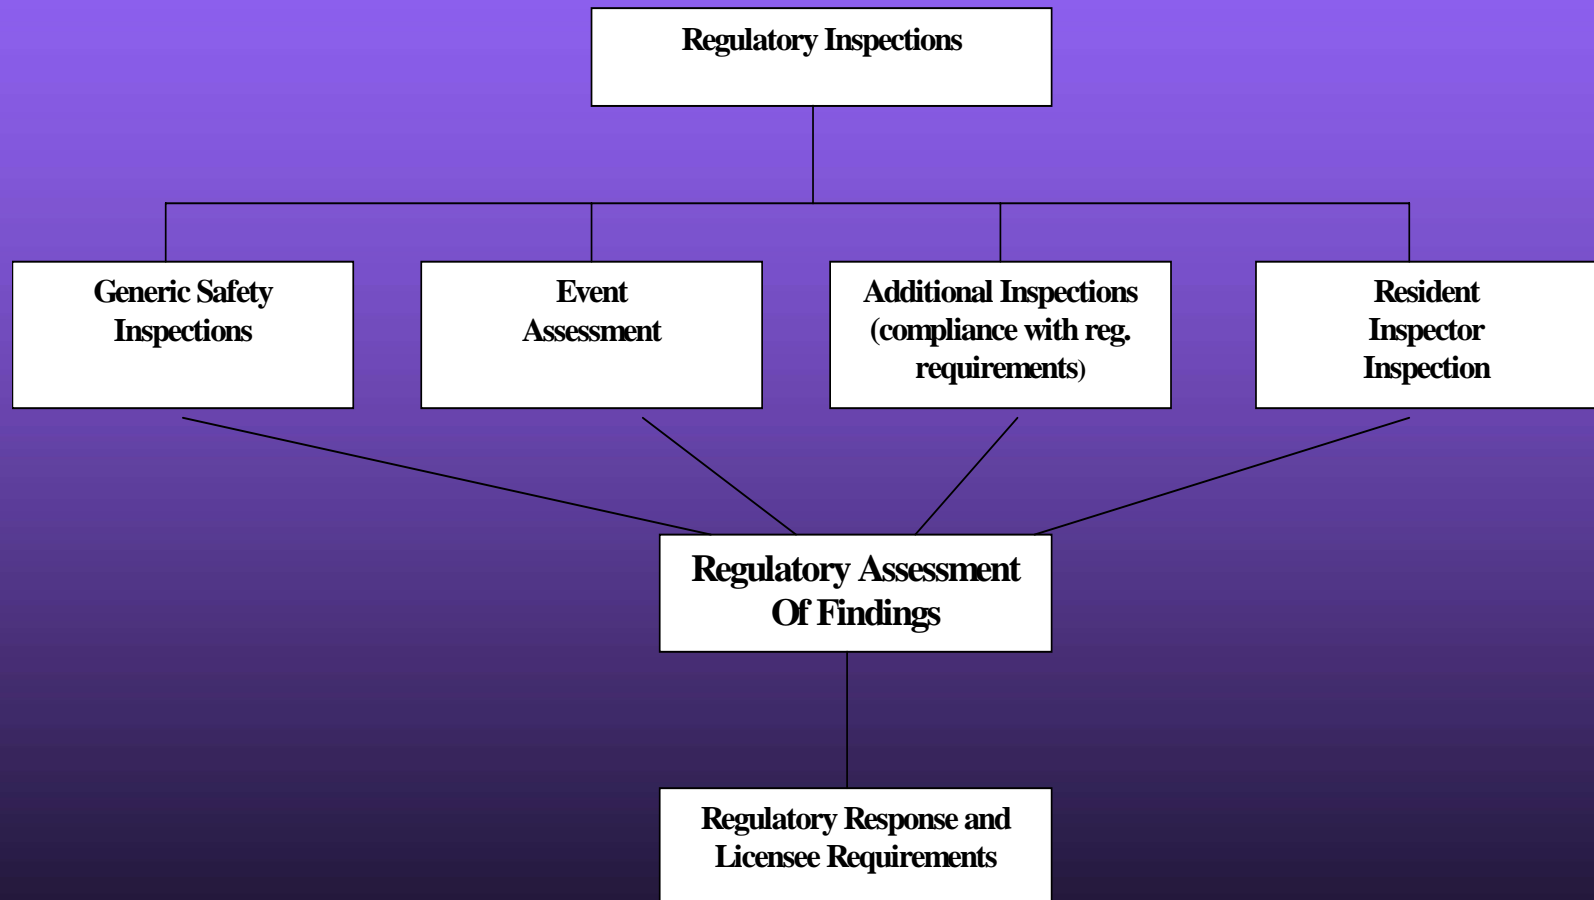 Regulatory Inspections
Generic Safety
Inspections
Event
Assessment
Additional Inspections
(compliance with reg.
requirements)
Resident
Inspector
Inspection
Regulatory Assessment
Of Findings
Regulatory Response and
Licensee Requirements